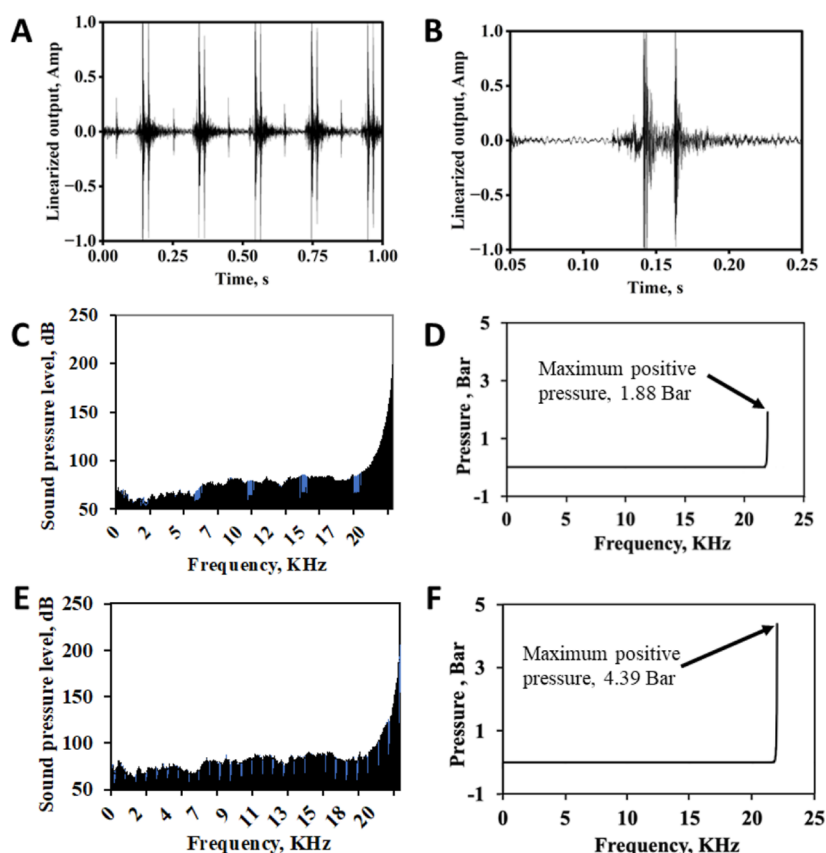 A
Linearized output, Amp
1.0
0.5
0.0
−0.5
−1.0
0.00 0.25 0.50 0.75 1.00
Time, s
B
Linearized output, Amp
1.0
0.5
0.0
−0.5
−1.0
0.05 0.10 0.15 0.20 0.25
Time, s
C
Sound pressure level, dB
250
200
150
100
50
0 2 5 7 10 12 15 17 20
Frequency, KHz
D
Pressure , Bar
5
3
1
-1
Maximum positive
pressure, 1.88 Bar
0 5 10 15 20 25
Frequency, KHz
E
Sound pressure level, dB
250
200
150
100
50
0 2 4 7 9 11 13 15 18 20
Frequency, KHz
F
Pressure , Bar
5
3
1
-1
Maximum positive
pressure, 4.39 Bar
0 5 10 15 20 25
Frequency, KHz